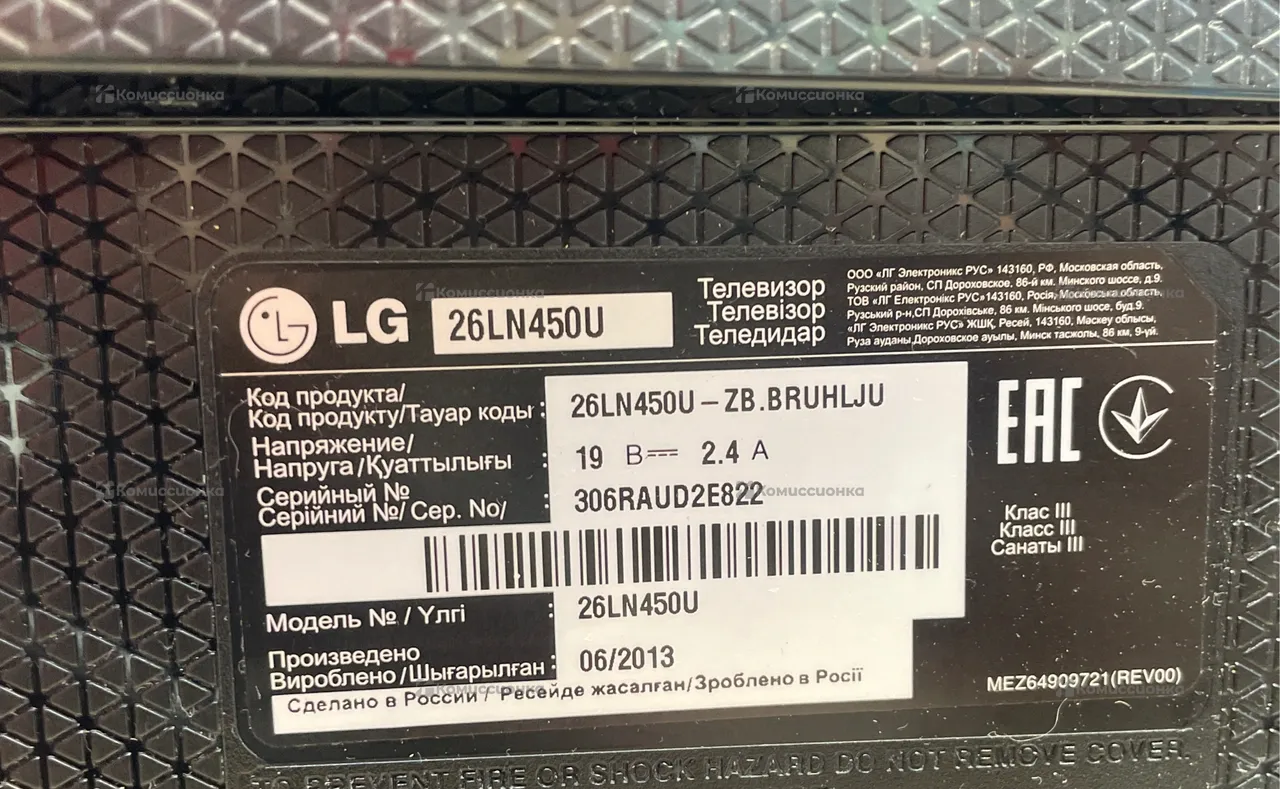 LG 26LN450U
Телевизор
Телевізор
Теледидар
ООО «ЛГ Электроникс РУС» 143160, РФ, Московская область,
Рузский район, СП Дороховское, 86-й км. Минского шоссе, д.9.
ТОВ «ЛГ Електронікс РУС»143160, Росія, Московська область,
Рузський р-н,СП Дорохівське, 86 км. Мінського шосе, буд.9.
«ЛГ Электроникс РУС» ЖШҚ, Ресей, 143160, Мәскеу облысы,
Руза ауданы,Дороховское ауылы, Минск тасжолы, 86 км, 9-үй.
Код продукта/
Код продукту/Тауар коды : 26LN450U-ZB.BRUHLJU
Напряжение/
Напруга/Қуаттылығы : 19 В 2.4 А
Серийный №
Серійний №/ Сер. No/ : 306RAUD2E822
EAC
Клас III
Класс III
Санаты III
Модель № / Үлгі : 26LN450U
Произведено
Вироблено/Шығарылған : 06/2013
Сделано в России / Ресейде жасалған/Зроблено в Росії
MEZ64909721(REV00)
TO PREVENT FIRE OR SHOCK HAZARD DO NOT REMOVE COVER.
Комиссионка
Комиссионка
Комиссионка
Комиссионка
Комиссионка
Комиссионка
Комиссионка
Комиссионка